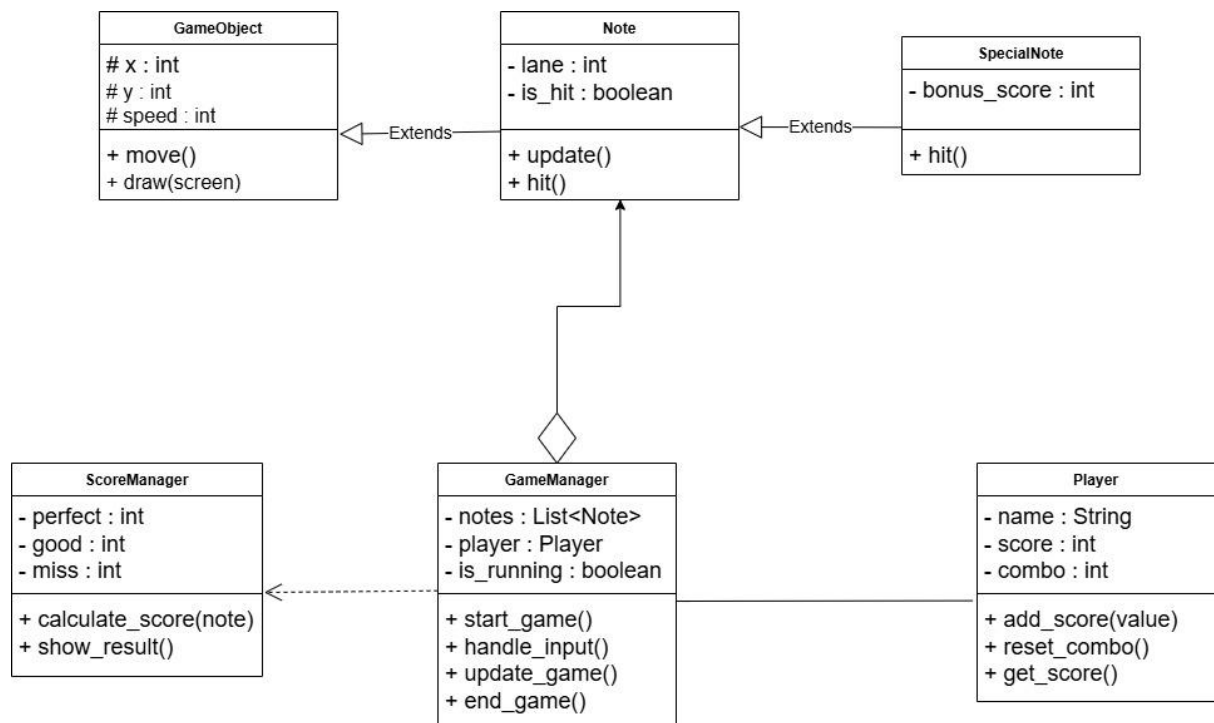 GameObject
# x : int
# y : int
# speed : int
+ move()
+ draw(screen)
Extends
Note
- lane : int
- is_hit : boolean
+ update()
+ hit()
Extends
SpecialNote
- bonus_score : int
+ hit()
ScoreManager
- perfect : int
- good : int
- miss : int
+ calculate_score(note)
+ show_result()
GameManager
- notes : List<Note>
- player : Player
- is_running : boolean
+ start_game()
+ handle_input()
+ update_game()
+ end_game()
Player
- name : String
- score : int
- combo : int
+ add_score(value)
+ reset_combo()
+ get_score()